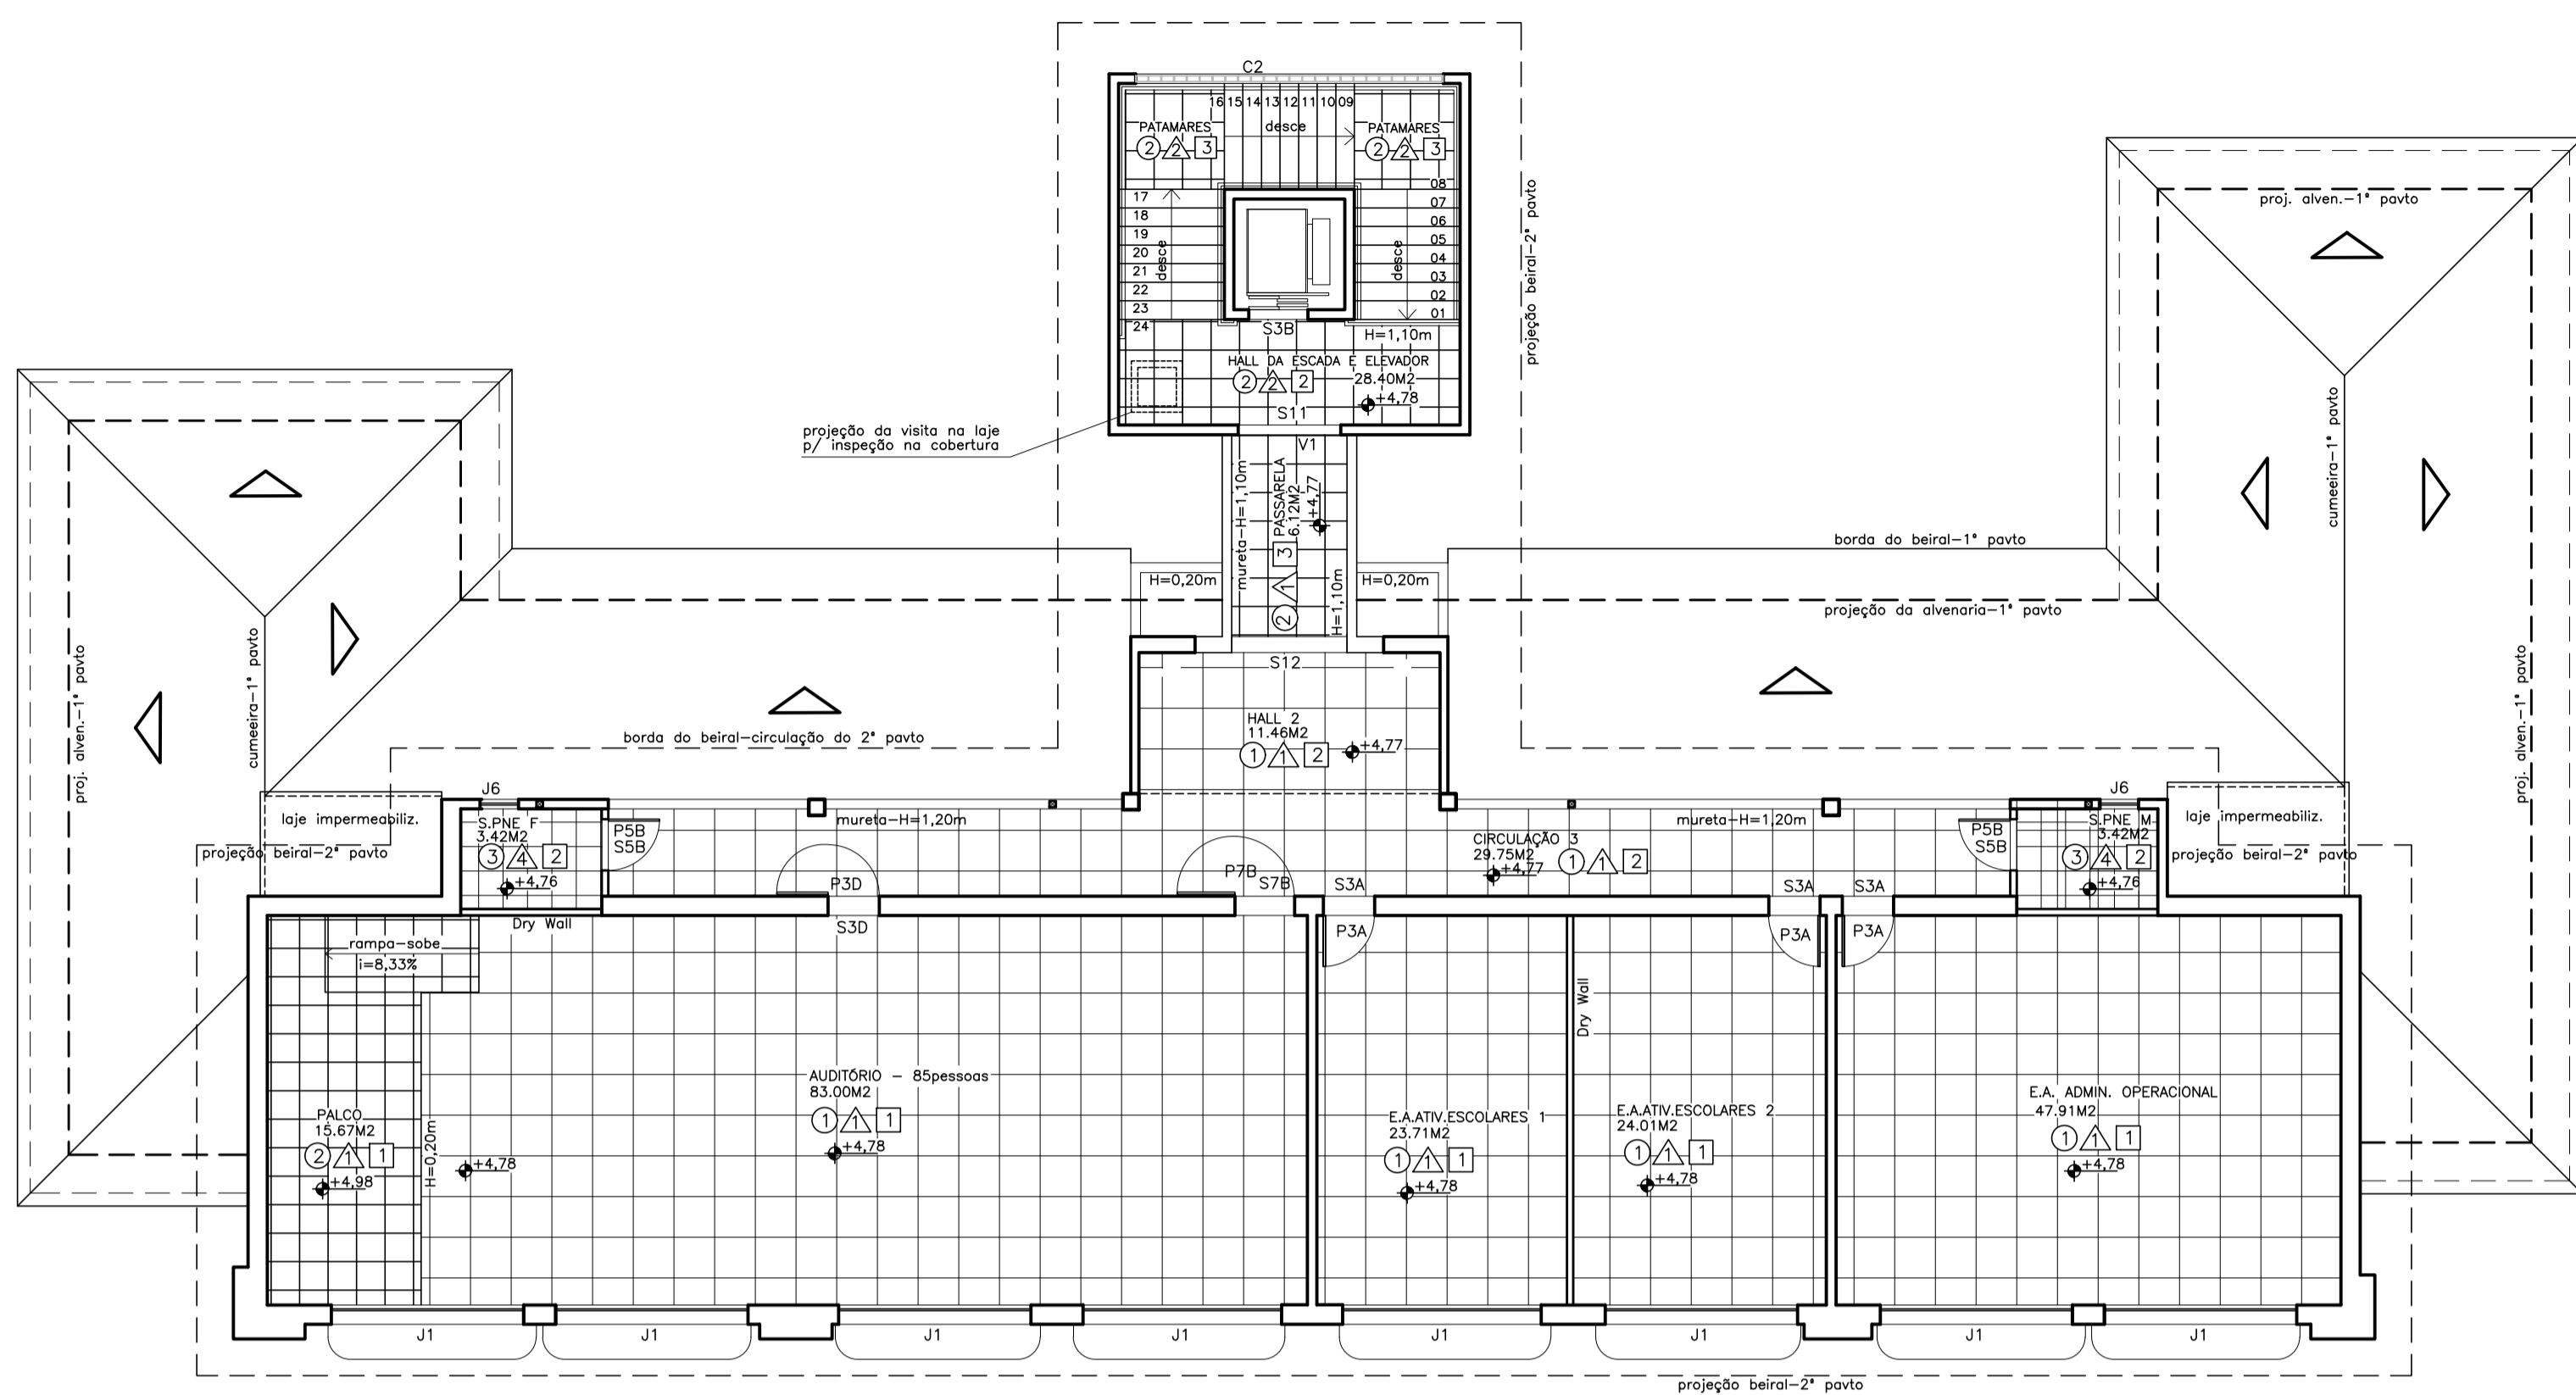 C2
16 15 14 13 12 11 10 09
PATAMARES
2 2 3
desce
PATAMARES
2 2 3
17
18
19
20
21
22
23
24
desce
08
07
06
05
04
03
02
01
desce
S3B
H=1,10m
HALL DA ESCADA E ELEVADOR
28.40M2
2 2 2
+4,78
S11
V1
projeção da visita na laje
p/ inspeção na cobertura
projeção beiral-2º pavto
mureta-H=1,10m
PASSARELA
6.12M2
+4,77
2 1 3
H=1,10m
H=0,20m
H=0,20m
S12
proj. alven.-1º pavto
cumeeira-1º pavto
borda do beiral-1º pavto
projeção da alvenaria-1º pavto
proj. alven.-1º pavto
proj. alven.-1º pavto
cumeeira-1º pavto
borda do beiral-circulação do 2º pavto
HALL 2
11.46M2
1 1 2
+4,77
J6
laje impermeabiliz.
projeção beiral-2º pavto
S.PNE F
3.42M2
3 4 2
+4,76
P5B
S5B
mureta-H=1,20m
P3D
P7B
S7B
S3A
CIRCULAÇÃO 3
29.75M2
1 1 2
+4,77
mureta-H=1,20m
S3A
S3A
P5B
S5B
J6
S.PNE M
3.42M2
3 4 2
+4,76
laje impermeabiliz.
projeção beiral-2º pavto
Dry Wall
S3D
P3A
P3A
P3A
rampa-sobe
i=8,33%
Dry Wall
PALCO
15.67M2
2 1 1
+4,98
H=0,20m
+4,78
AUDITÓRIO - 85pessoas
83.00M2
1 1 1
+4,78
E.A.ATIV.ESCOLARES 1
23.71M2
1 1 1
+4,78
E.A.ATIV.ESCOLARES 2
24.01M2
1 1 1
+4,78
E.A. ADMIN. OPERACIONAL
47.91M2
1 1 1
+4,78
J1
J1
J1
J1
J1
J1
J1
J1
projeção beiral-2º pavto